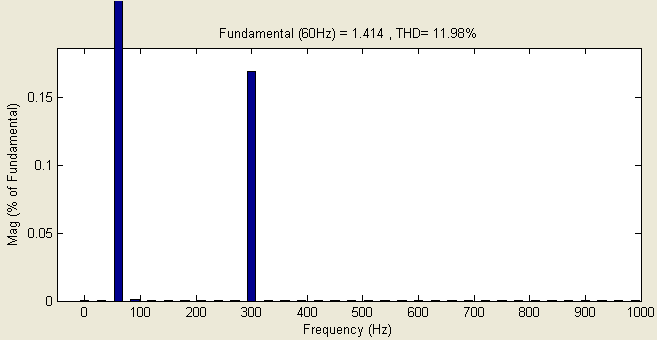 Fundamental (60Hz) = 1.414 , THD= 11.98%
Mag (% of Fundamental)
0.15
0.1
0.05
0
0 100 200 300 400 500 600 700 800 900 1000
Frequency (Hz)